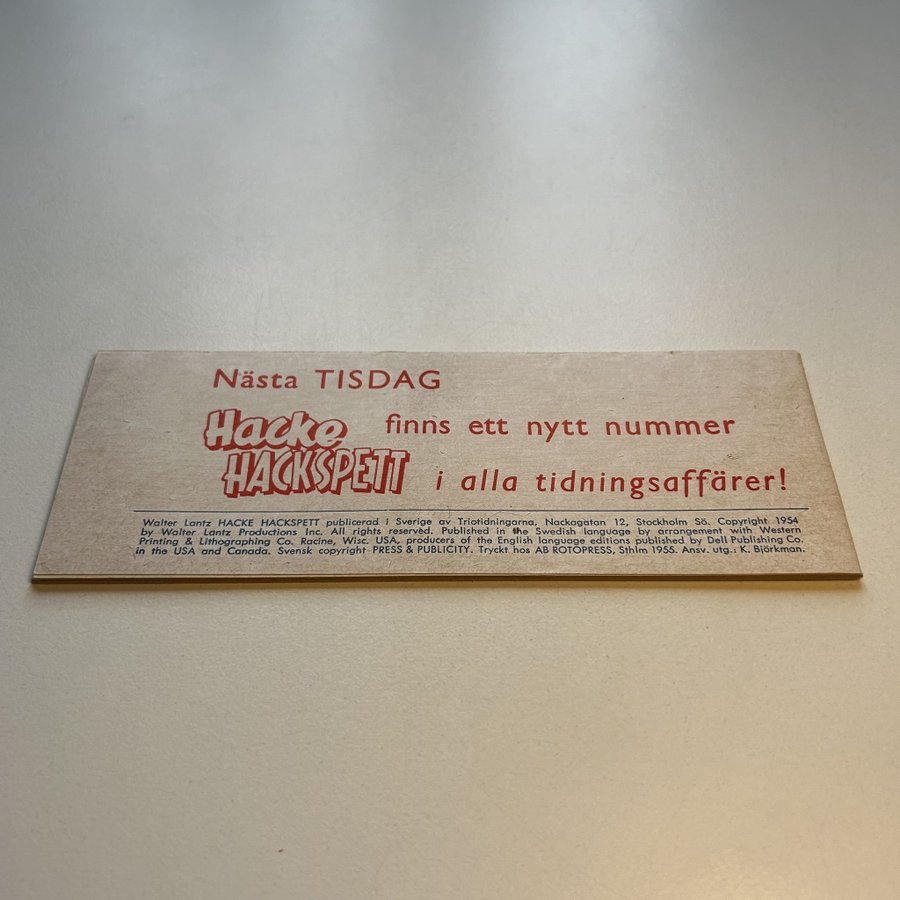 Nästa TISDAG
Hacke HACKSPETT finns ett nytt nummer
i alla tidningsaffärer!
Walter Lantz HACKE HACKSPETT publicerad i Sverige av Triotidningarna, Nackagatan 12, Stockholm Sö. Copyright 1954
by Walter Lantz Productions Inc. All rights reserved. Published in the Swedish language by arrangement with Western
Printing & Lithographing Co. Racine, Wisc. USA, producers of the English language editions published by Dell Publishing Co.
in the USA and Canada. Svensk copyright PRESS & PUBLICITY. Tryckt hos AB ROTOPRESS, Sthlm 1955. Ansv. utg.: K. Björkman.